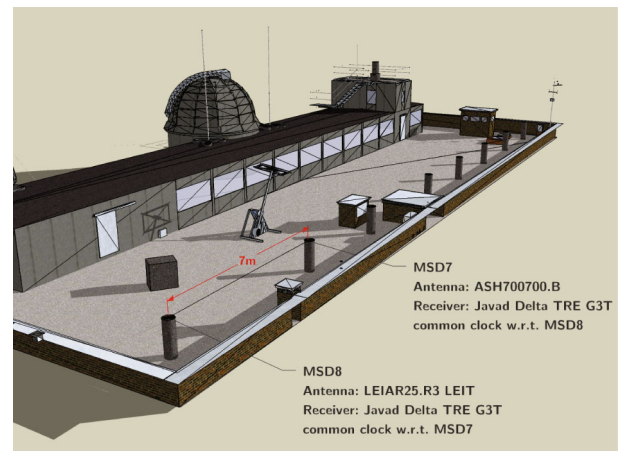 7m
MSD7
Antenna: ASH700700.B
Receiver: Javad Delta TRE G3T
common clock w.r.t. MSD8
MSD8
Antenna: LEIAR25.R3 LEIT
Receiver: Javad Delta TRE G3T
common clock w.r.t. MSD7